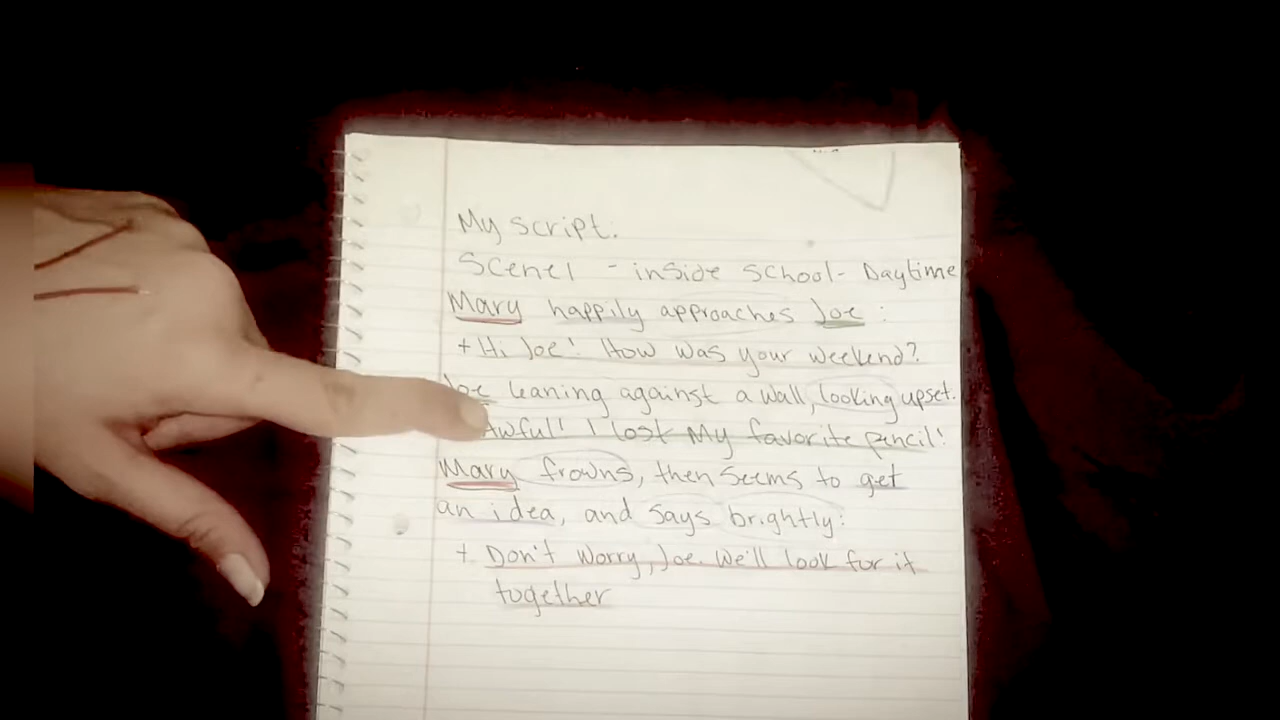 My script:
Scene 1 - inside school - Daytime
Mary happily approaches Joe :
+ Hi Joe! How was your weekend?
Joe leaning against a wall, looking upset.
Awful! I lost My favorite pencil!
Mary frowns, then seems to get
an idea, and says brightly:
+ Don't worry, Joe. We'll look for it
together